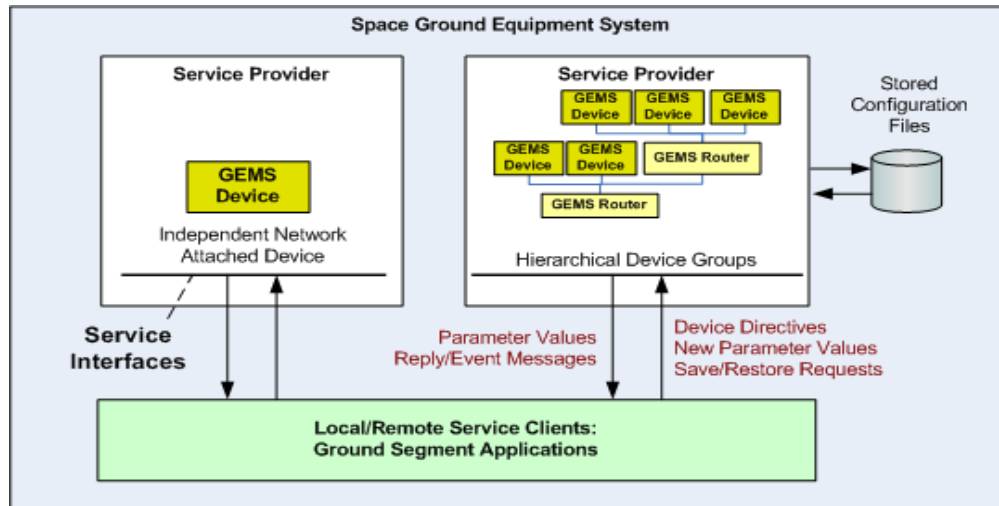 Space Ground Equipment System
Service Provider
GEMS
Device
Independent Network
Attached Device
Service
Interfaces
Service Provider
GEMS
Device
GEMS
Device
GEMS
Device
GEMS
Device
GEMS
Device
GEMS Router
GEMS Router
Hierarchical Device Groups
Stored
Configuration
Files
Parameter Values
Reply/Event Messages
Device Directives
New Parameter Values
Save/Restore Requests
Local/Remote Service Clients:
Ground Segment Applications